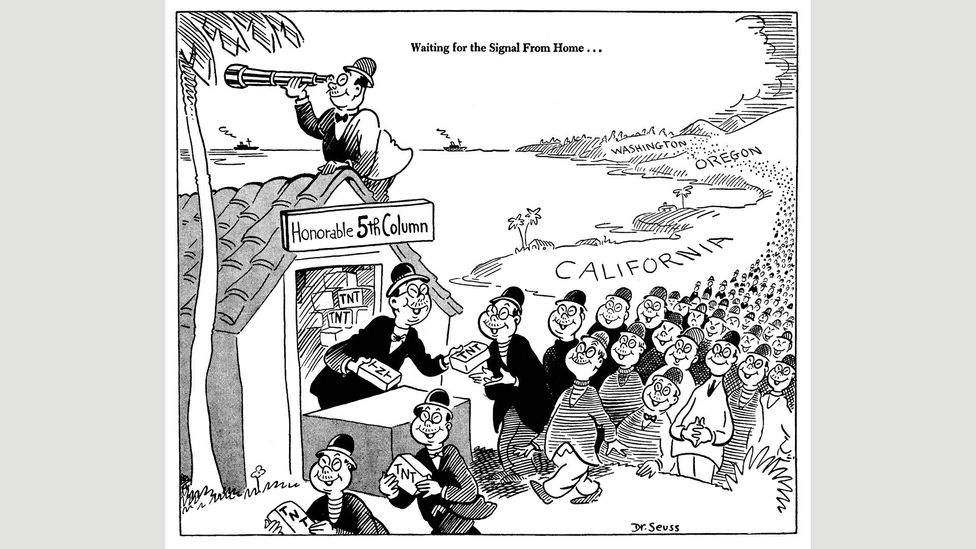 Waiting for the Signal From Home . . .
WASHINGTON
OREGON
Honorable 5th Column
CALIFORNIA
TNT
TNT
TNT
TNT
TNT
TNT
Dr. Seuss